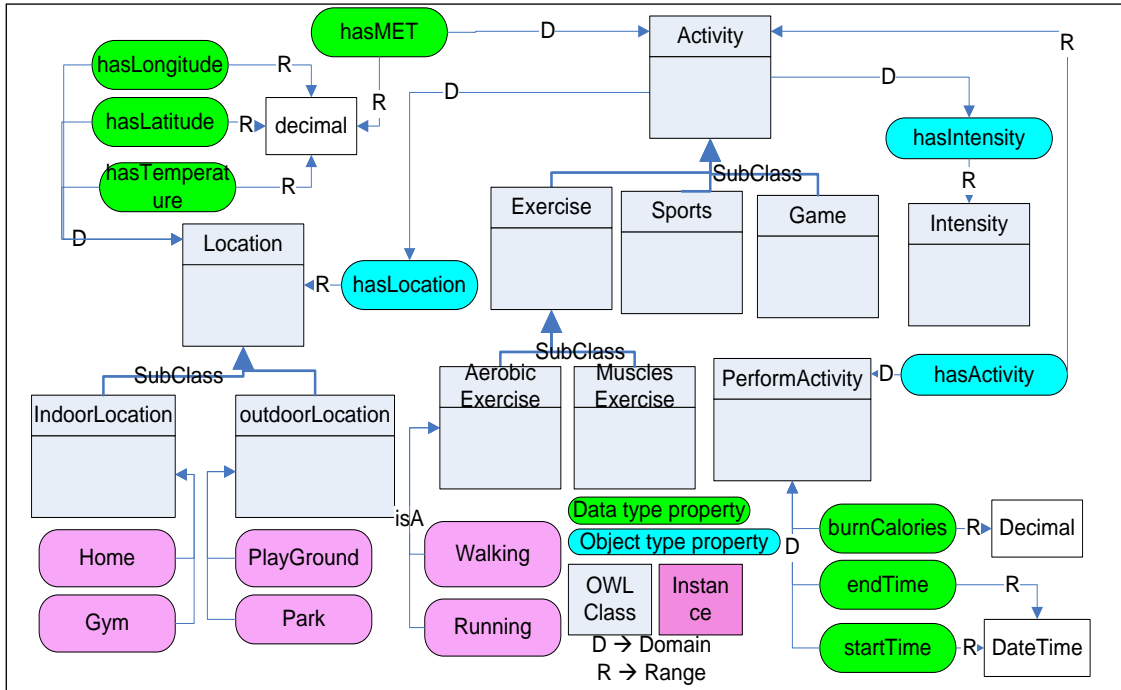 hasMET
D
Activity
R
hasLongitude
R
D
D
hasLatitude
R
decimal
R
hasIntensity
hasTemperat
ure
R
R
SubClass
Exercise
Sports
Game
Intensity
D
Location
R
hasLocation
SubClass
SubClass
Aerobic
Exercise
Muscles
Exercise
PerformActivity
D
hasActivity
IndoorLocation
outdoorLocation
isA
Data type property
Home
PlayGround
Walking
Object type property
burnCalories
R
Decimal
D
Gym
Park
Running
OWL
Class
Instan
ce
endTime
R
D → Domain
R → Range
startTime
R
DateTime